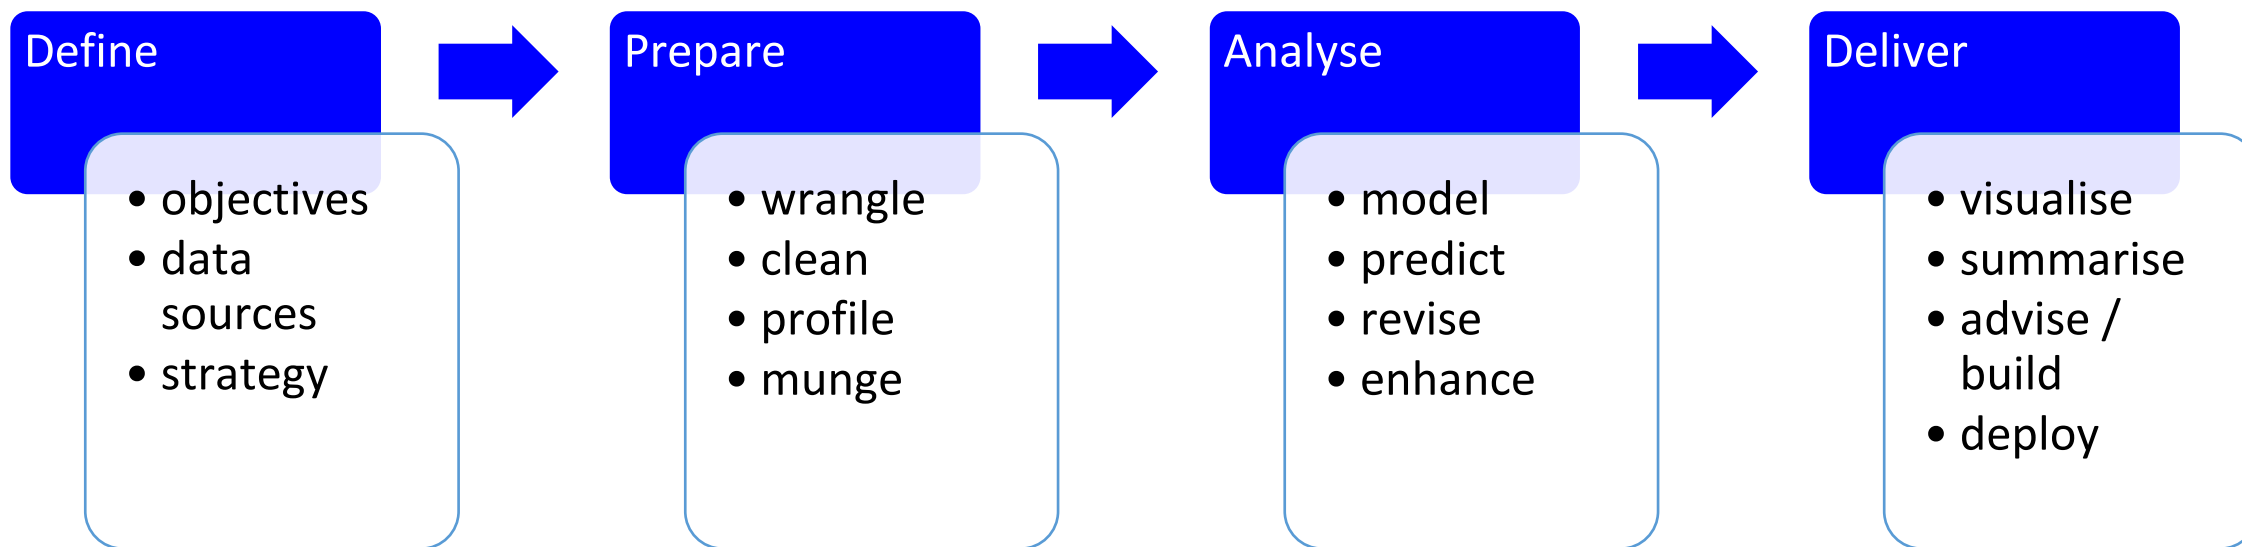 Define
• objectives
• data
sources
• strategy
Prepare
• wrangle
• clean
• profile
• munge
Analyse
• model
• predict
• revise
• enhance
Deliver
• visualise
• summarise
• advise /
build
• deploy